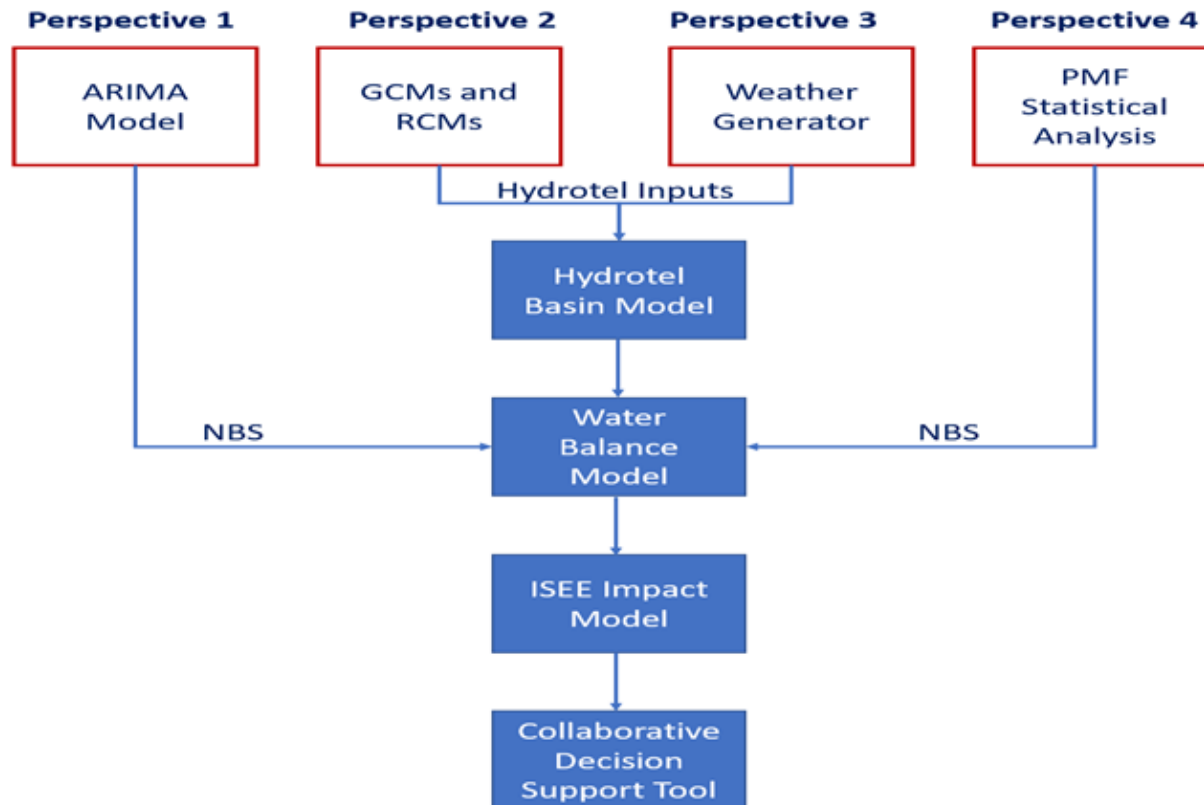 Perspective 1
Perspective 2
Perspective 3
Perspective 4
ARIMA
Model
GCMs and
RCMs
Weather
Generator
PMF
Statistical
Analysis
Hydrotel Inputs
Hydrotel
Basin Model
NBS
Water
Balance
Model
NBS
ISEE Impact
Model
Collaborative
Decision
Support Tool